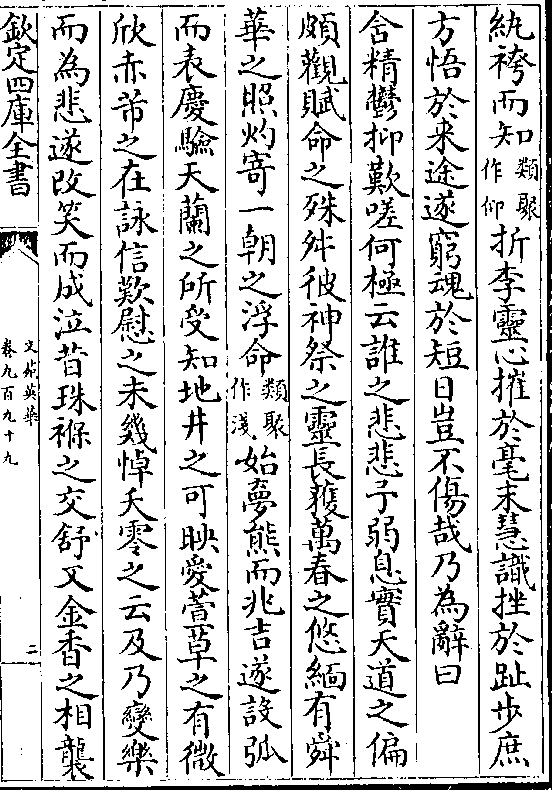 紈袴而知類聚作仰折李靈心摧於毫末慧識挫於趾步庶
方悟於来途遂窮魂於短日豈不傷哉乃為辭曰
含精鬱抑歎嗟何極云誰之悲悲予弱息實天道之偏
頗觀賦命之殊舛彼神祭之靈長穫萬春之悠緬有舜
華之照灼寄一朝之浮命類聚作淺始夢熊而兆吉遂設弧
而表慶驗天蘭之所受知地井之可映愛萱草之有微
欣赤芾之在詠信歎慰之未幾悼夭零之云及乃變樂
而為悲遂改笑而成泣昔珠褓之交舒又金香之相襲
欽定四庫全書
文苑英華
卷九百九十九
二